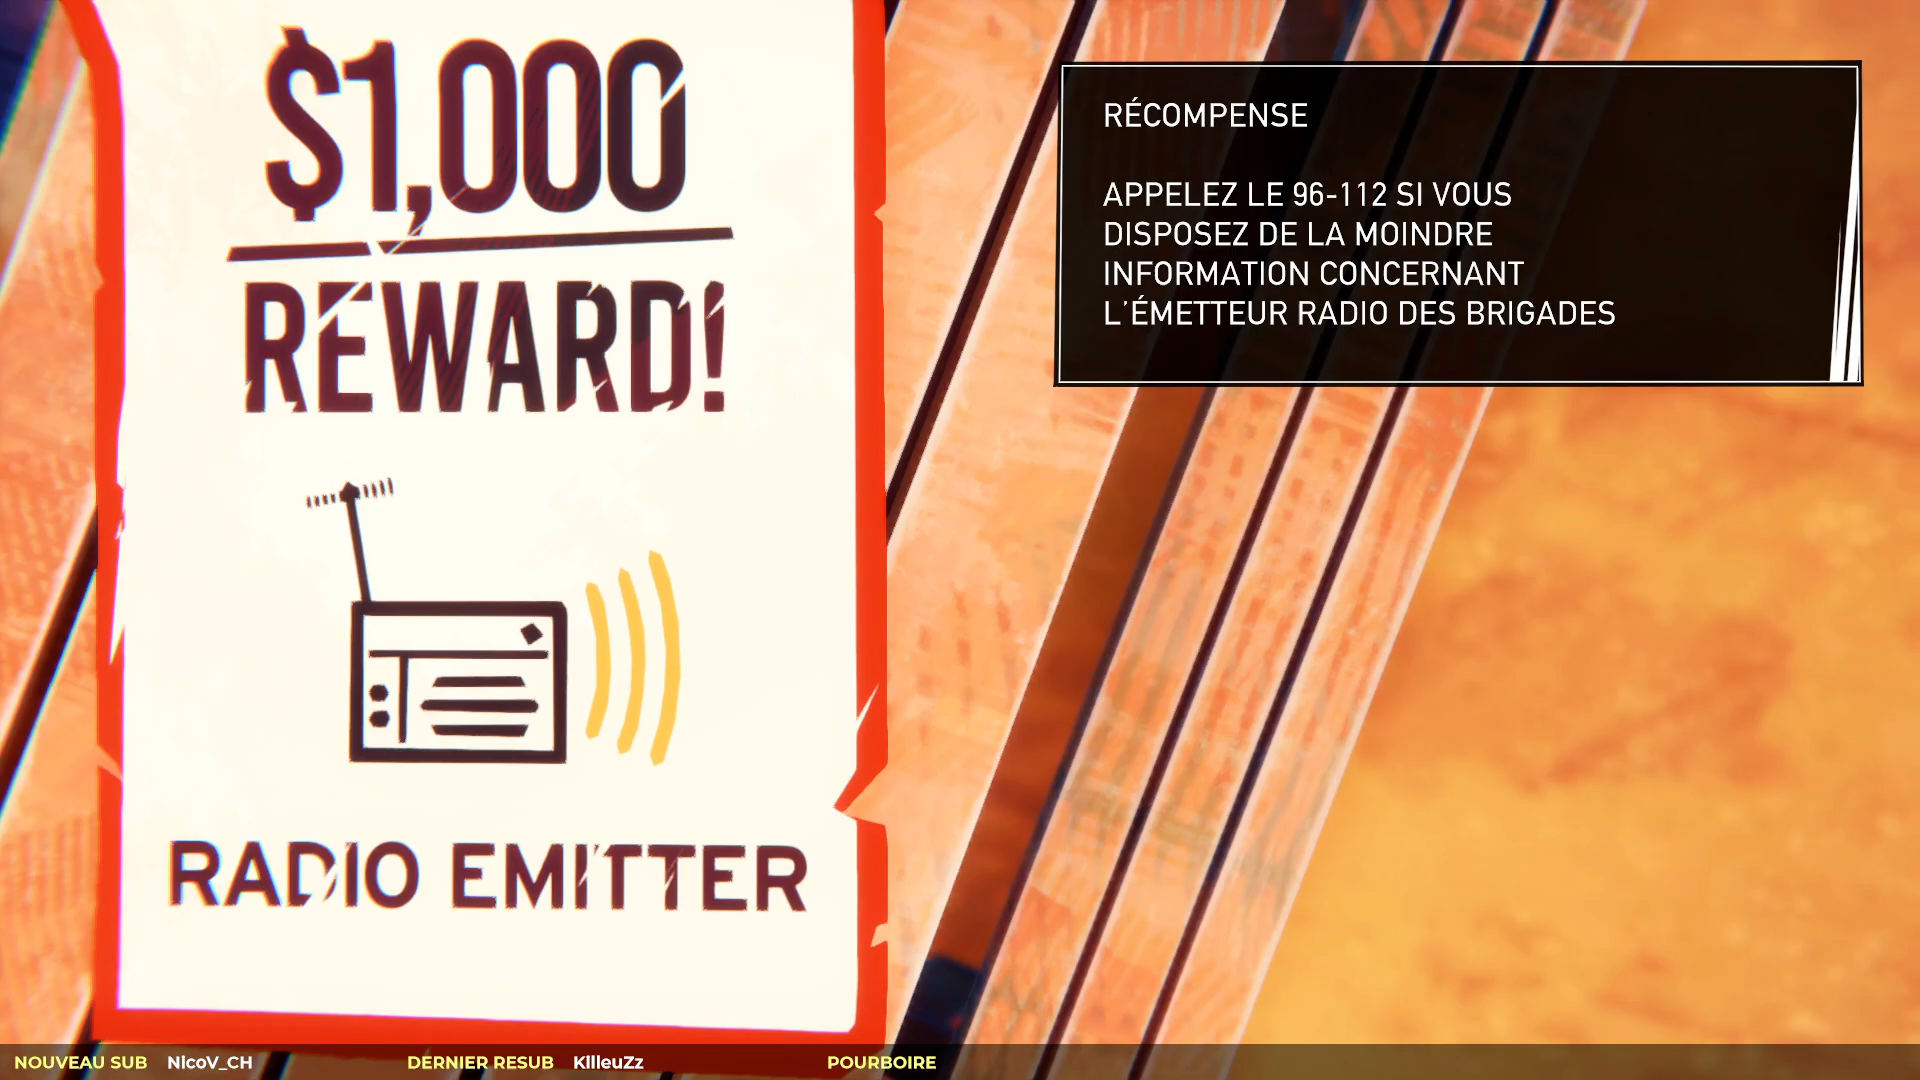 $1,000
REWARD!
RADIO EMITTER
RÉCOMPENSE
APPELEZ LE 96-112 SI VOUS
DISPOSEZ DE LA MOINDRE
INFORMATION CONCERNANT
L'ÉMETTEUR RADIO DES BRIGADES
NOUVEAU SUB NicoV_CH DERNIER RESUB KilleuZz POURBOIRE